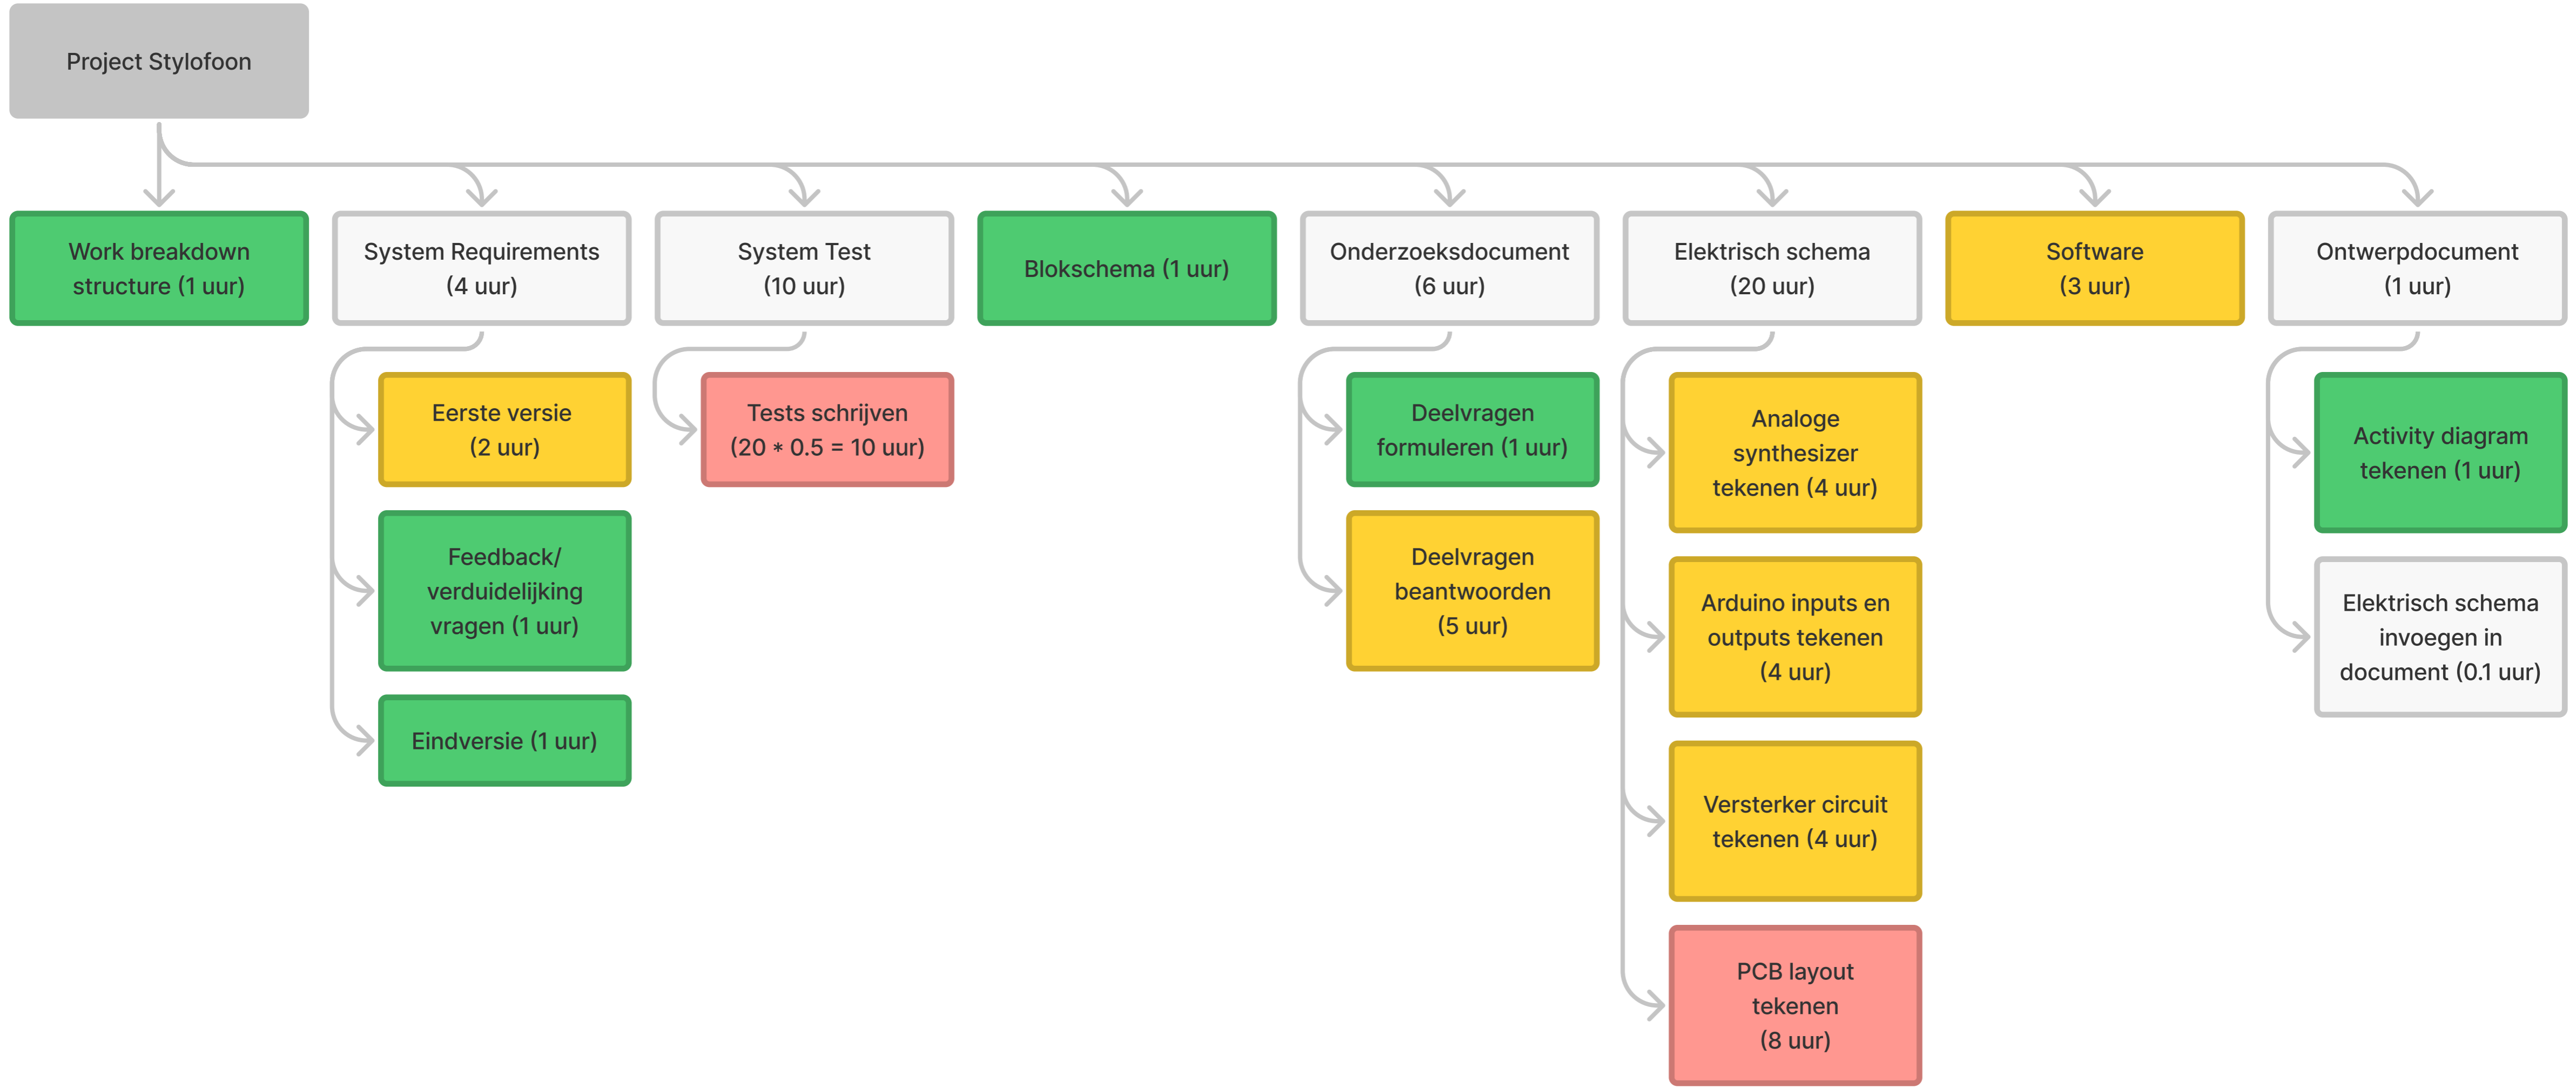 Project Stylofoon
Work breakdown
structure (1 uur)
System Requirements
(4 uur)
Eerste versie
(2 uur)
Feedback/
verduidelijking
vragen (1 uur)
Eindversie (1 uur)
System Test
(10 uur)
Tests schrijven
(20 * 0.5 = 10 uur)
Blokschema (1 uur)
Onderzoeksdocument
(6 uur)
Deelvragen
formuleren (1 uur)
Deelvragen
beantwoorden
(5 uur)
Elektrisch schema
(20 uur)
Analoge
synthesizer
tekenen (4 uur)
Arduino inputs en
outputs tekenen
(4 uur)
Versterker circuit
tekenen (4 uur)
PCB layout
tekenen
(8 uur)
Software
(3 uur)
Ontwerpdocument
(1 uur)
Activity diagram
tekenen (1 uur)
Elektrisch schema
invoegen in
document (0.1 uur)